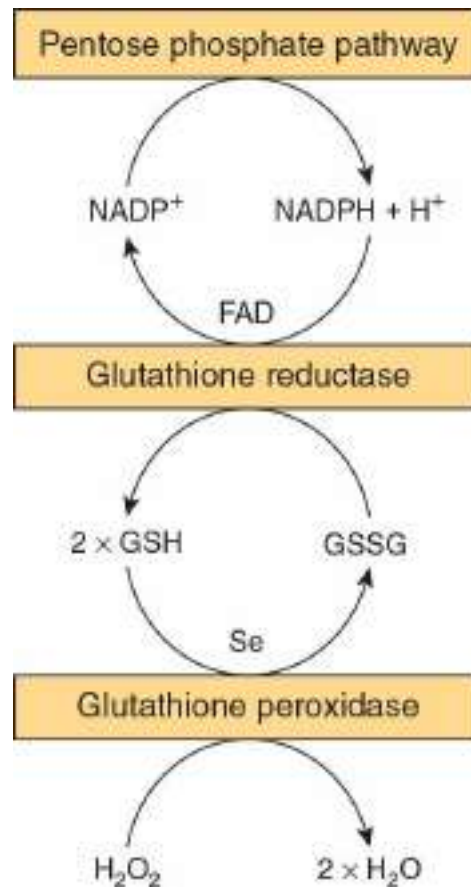 Pentose phosphate pathway
NADP⁺ NADPH + H⁺
FAD
Glutathione reductase
2 × GSH GSSG
Se
Glutathione peroxidase
H₂O₂ 2 × H₂O